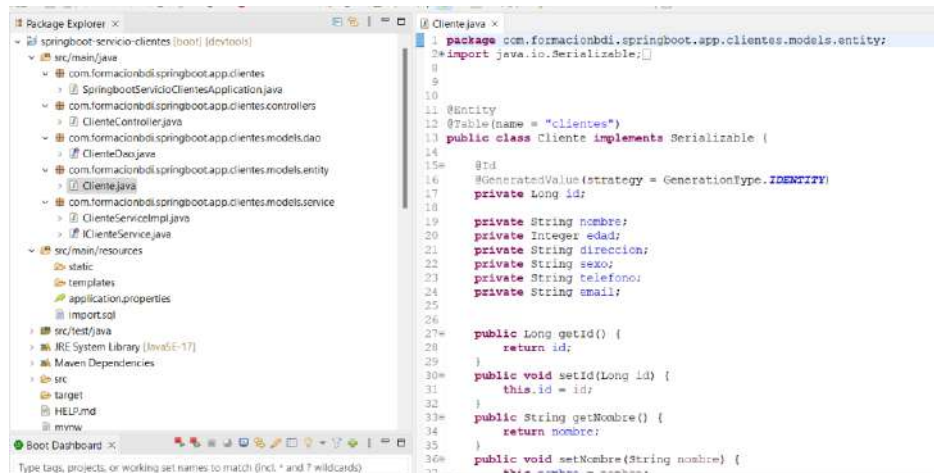 Package Explorer ×
springboot-servicio-clientes [boot] [devtools]
src/main/java
com.formacionbdi.springboot.app.clientes
SpringbootServicioClientesApplication.java
com.formacionbdi.springboot.app.clientes.controllers
ClienteController.java
com.formacionbdi.springboot.app.clientes.models.dao
ClienteDao.java
com.formacionbdi.springboot.app.clientes.models.entity
Cliente.java
com.formacionbdi.springboot.app.clientes.models.service
ClienteServiceImpl.java
IClienteService.java
src/main/resources
static
templates
application.properties
import.sql
src/test/java
JRE System Library [JavaSE-17]
Maven Dependencies
src
target
HELP.md
mvnw
Boot Dashboard ×
Type tags, projects, or working set names to match (incl. * and ? wildcards)
Cliente.java ×
1 package com.formacionbdi.springboot.app.clientes.models.entity;
2 import java.io.Serializable;
8
9
10
11 @Entity
12 @Table(name = "clientes")
13 public class Cliente implements Serializable {
14
15 @Id
16 @GeneratedValue(strategy = GenerationType.IDENTITY)
17 private Long id;
18
19 private String nombre;
20 private Integer edad;
21 private String direccion;
22 private String sexo;
23 private String telefono;
24 private String email;
25
26
27 public Long getId() {
28 return id;
29 }
30 public void setId(Long id) {
31 this.id = id;
32 }
33 public String getNombre() {
34 return nombre;
35 }
36 public void setNombre(String nombre) {
37 this.nombre = nombre;